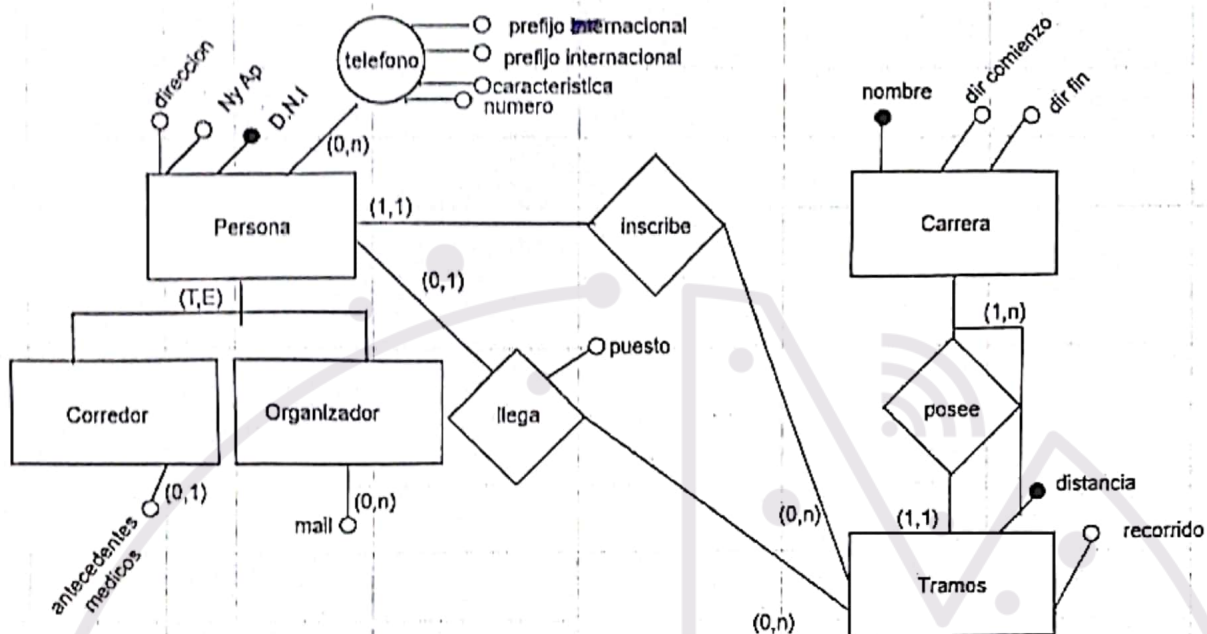 prefijo internacional
prefijo internacional
caracteristica
numero
telefono
direccion
Ny Ap
D.N.I
(0,n)
nombre
dir comienzo
dir fin
Persona
(1,1)
inscribe
Carrera
(T,E)
(0,1)
(1,n)
puesto
Corredor
Organizador
llega
posee
(0,1)
antecedentes
medicos
(0,n)
mail
(0,n)
(1,1)
distancia
recorrido
Tramos
(0,n)